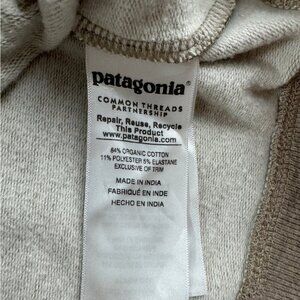 patagonia®
COMMON THREADS
PARTNERSHIP
Repair, Reuse, Recycle
This Product
www.patagonia.com
84% ORGANIC COTTON
11% POLYESTER 5% ELASTANE
EXCLUSIVE OF TRIM
MADE IN INDIA
FABRIQUÉ EN INDE
HECHO EN INDIA